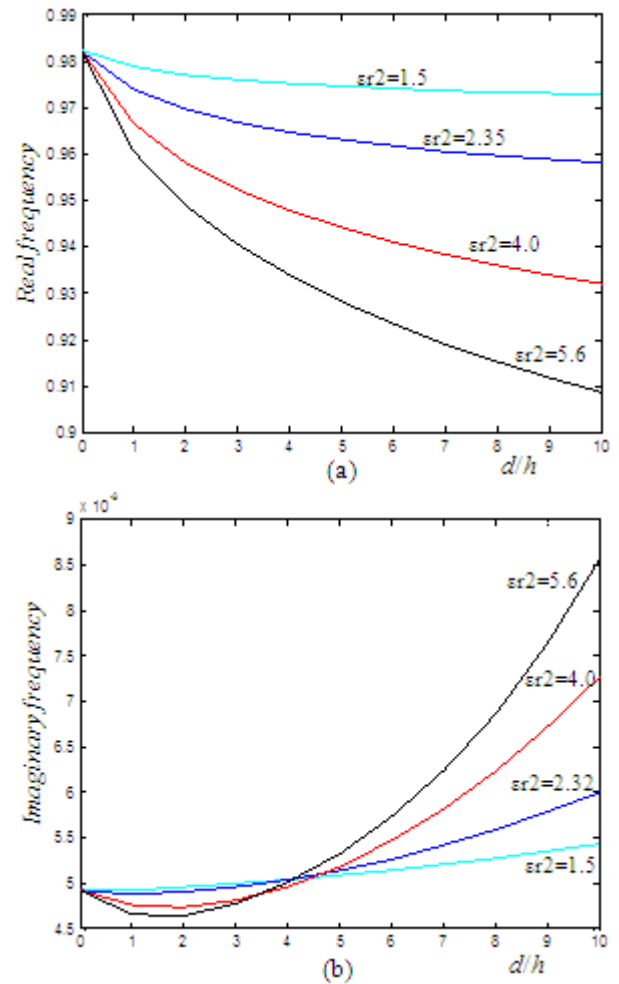 0.99
0.98
0.97
0.96
0.95
0.94
0.93
0.92
0.91
0.9
Real frequency
εr2=1.5
εr2=2.35
εr2=4.0
εr2=5.6
0 1 2 3 4 5 6 7 8 9 10
(a) d/h
9
8.5
8
7.5
7
6.5
6
5.5
5
4.5
Imaginary frequency
εr2=5.6
εr2=4.0
εr2=2.32
εr2=1.5
0 1 2 3 4 5 6 7 8 9 10
(b) d/h